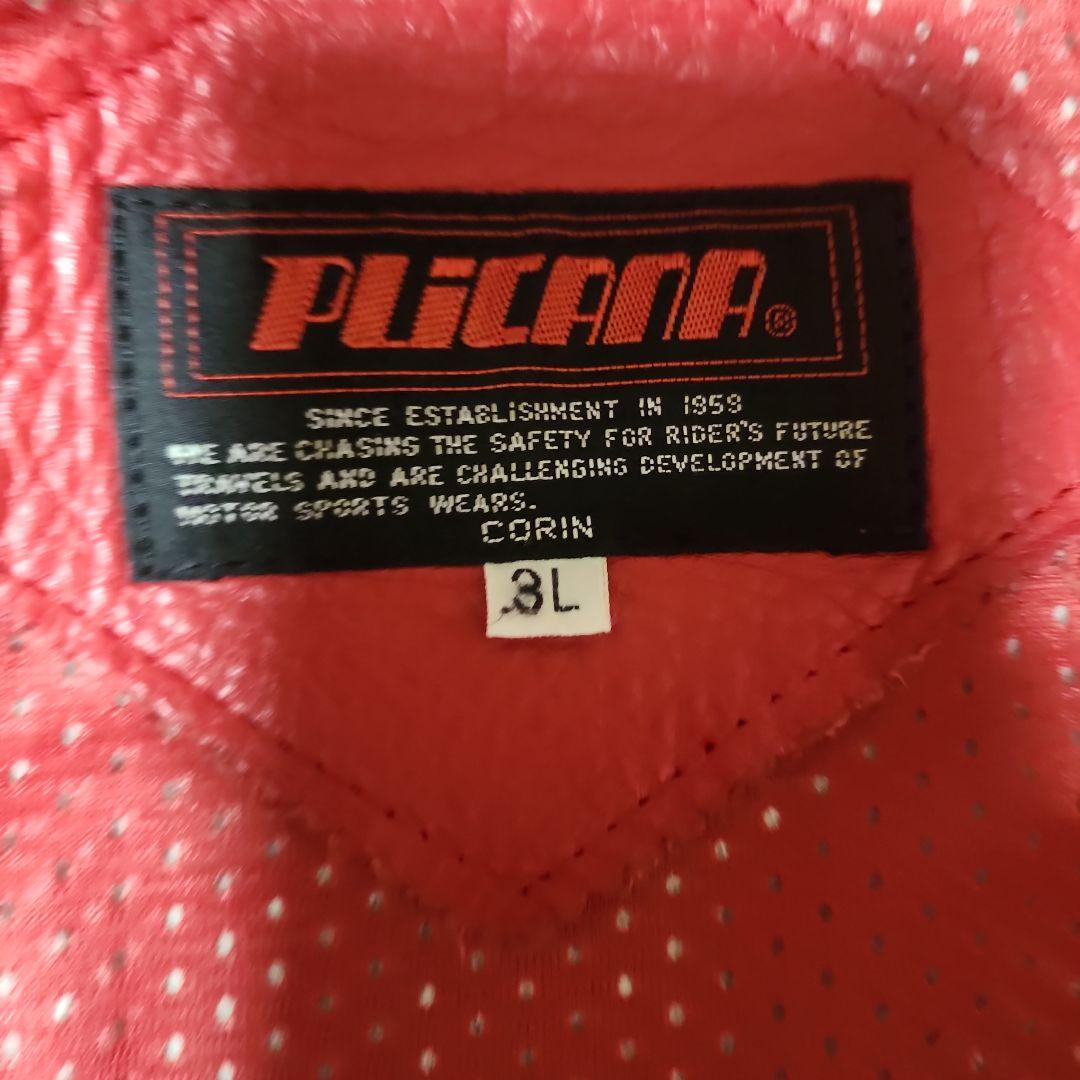 PLiCANA®
SINCE ESTABLISHMENT IN 1959
WE ARE CHASING THE SAFETY FOR RIDER'S FUTURE
TRAVELS AND ARE CHALLENGING DEVELOPMENT OF
MOTOR SPORTS WEARS.
CORIN
3L